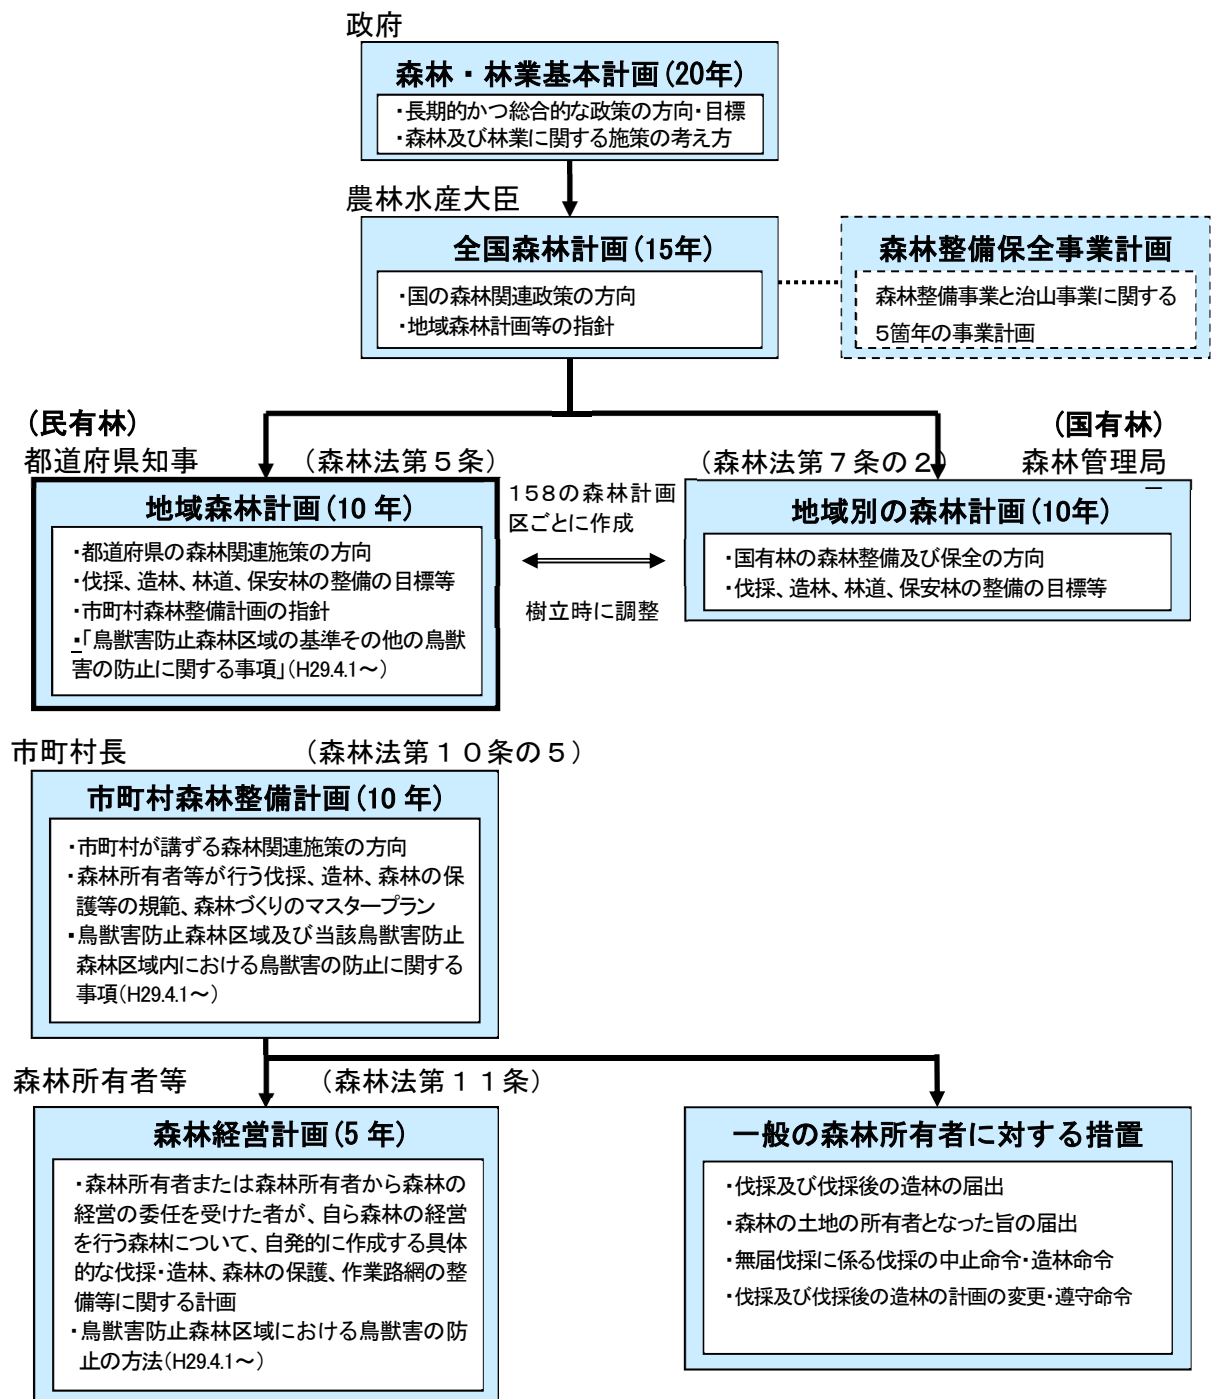 政府
森林・林業基本計画(20年)
・長期的かつ総合的な政策の方向・目標
・森林及び林業に関する施策の考え方
農林水産大臣
全国森林計画(15年)
・国の森林関連政策の方向
・地域森林計画等の指針
森林整備保全事業計画
森林整備事業と治山事業に関する
5箇年の事業計画
(民有林)
都道府県知事
(森林法第5条)
地域森林計画(10 年)
・都道府県の森林関連施策の方向
・伐採、造林、林道、保安林の整備の目標等
・市町村森林整備計画の指針
・「鳥獣害防止森林区域の基準その他の鳥獣
害の防止に関する事項」(H29.4.1~)
158の森林計画
区ごとに作成
樹立時に調整
(国有林)
(森林法第7条の2)
森林管理局
地域別の森林計画(10年)
・国有林の森林整備及び保全の方向
・伐採、造林、林道、保安林の整備の目標等
市町村長
(森林法第10条の5)
市町村森林整備計画(10 年)
・市町村が講ずる森林関連施策の方向
・森林所有者等が行う伐採、造林、森林の保
護等の規範、森林づくりのマスタープラン
・鳥獣害防止森林区域及び当該鳥獣害防止
森林区域内における鳥獣害の防止に関する
事項(H29.4.1~)
森林所有者等
(森林法第11条)
森林経営計画(5 年)
・森林所有者または森林所有者から森林の
経営の委任を受けた者が、自ら森林の経営
を行う森林について、自発的に作成する具体
的な伐採・造林、森林の保護、作業路網の整
備等に関する計画
・鳥獣害防止森林区域における鳥獣害の防
止の方法(H29.4.1~)
一般の森林所有者に対する措置
・伐採及び伐採後の造林の届出
・森林の土地の所有者となった旨の届出
・無届伐採に係る伐採の中止命令・造林命令
・伐採及び伐採後の造林の計画の変更・遵守命令